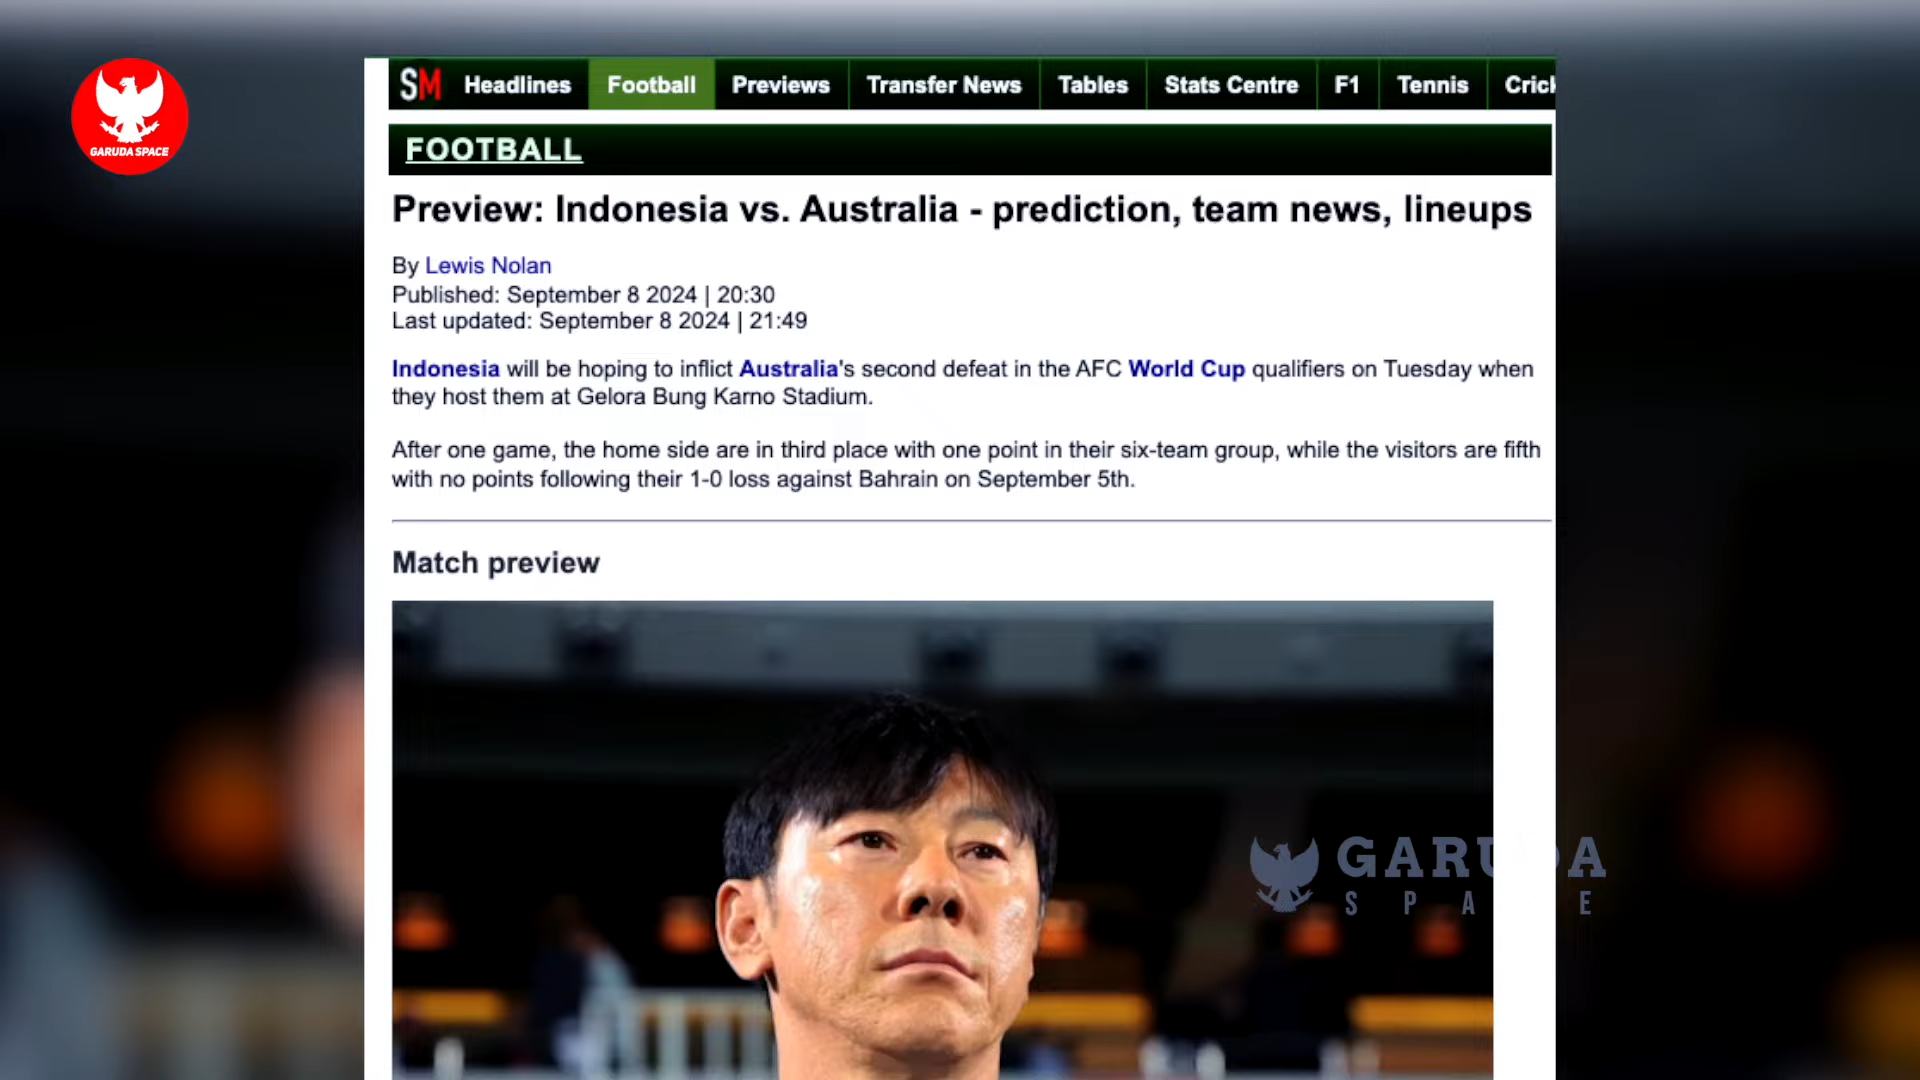 GARUDA SPACE
SM Headlines Football Previews Transfer News Tables Stats Centre F1 Tennis Crick
FOOTBALL
Preview: Indonesia vs. Australia - prediction, team news, lineups
By Lewis Nolan
Published: September 8 2024 | 20:30
Last updated: September 8 2024 | 21:49
Indonesia will be hoping to inflict Australia's second defeat in the AFC World Cup qualifiers on Tuesday when
they host them at Gelora Bung Karno Stadium.
After one game, the home side are in third place with one point in their six-team group, while the visitors are fifth
with no points following their 1-0 loss against Bahrain on September 5th.
Match preview
GARUDA
SPACE